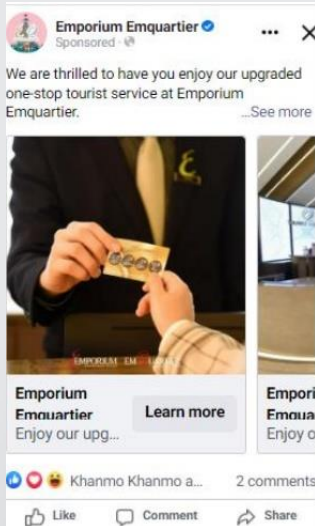 Emporium Emquartier
Sponsored ·
We are thrilled to have you enjoy our upgraded
one-stop tourist service at Emporium
Emquartier.
...See more
E
EMPORIUM EM
Emporium
Emquartier
Enjoy our upg...
Learn more
Empori
Emqua
Enjoy o
Khanmo Khanmo a...
2 comments
Like
Comment
Share